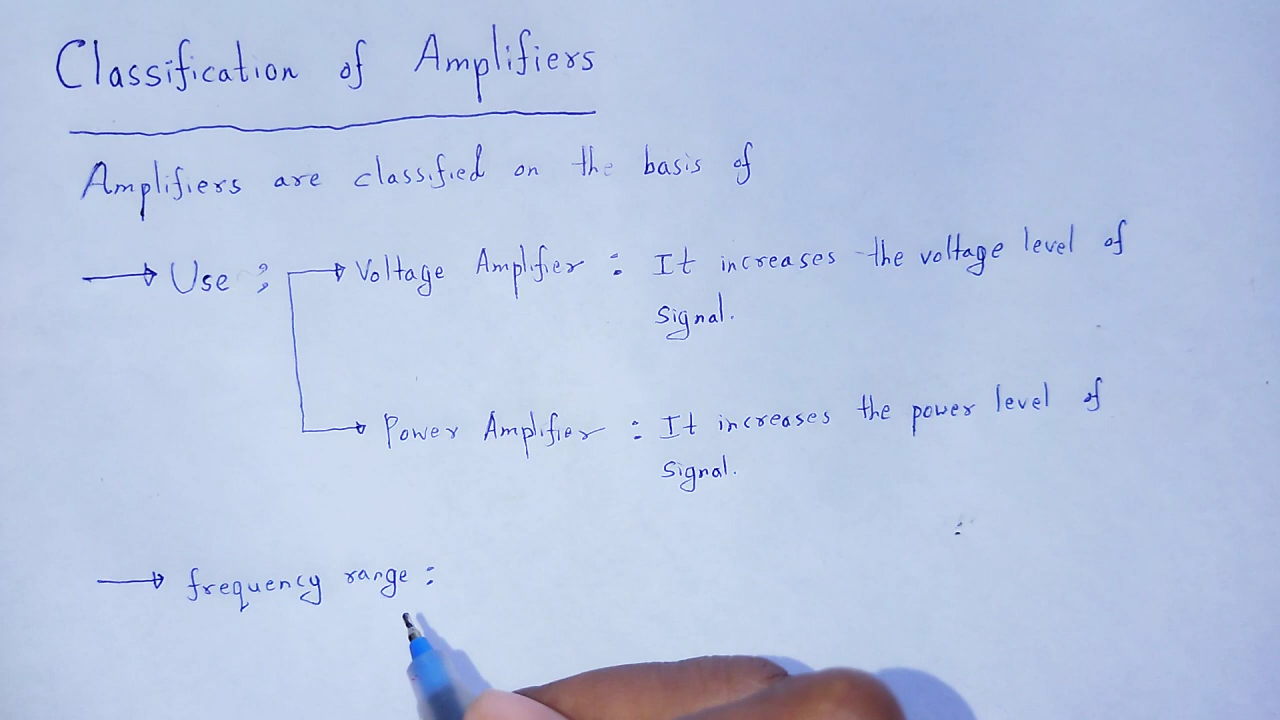 Classification of Amplifiers
Amplifiers are classified on the basis of
→ Use : → Voltage Amplifier : It increases the voltage level of
signal.
→ Power Amplifier : It increases the power level of
signal.
→ frequency range :